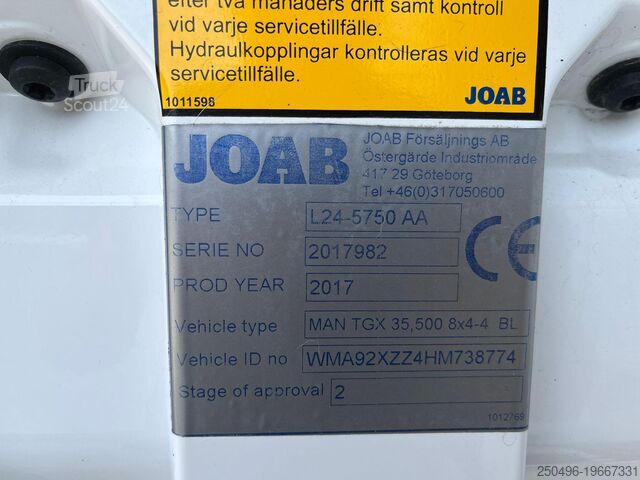 efter två månaders drift samt kontroll
vid varje servicetillfälle.
Hydraulkopplingar kontrolleras vid varje
servicetillfälle.
1011598 JOAB
Truck
Scout24
JOAB
JOAB Försäljnings AB
Östergärde Industriområde
417 29 Göteborg
Tel +46(0)317050600
TYPE L24-5750 AA
SERIE NO 2017982
PROD YEAR 2017
CE
Vehicle type MAN TGX 35,500 8x4-4 BL
Vehicle ID no WMA92XZZ4HM738774
Stage of approval 2
1012769
250496-19667331